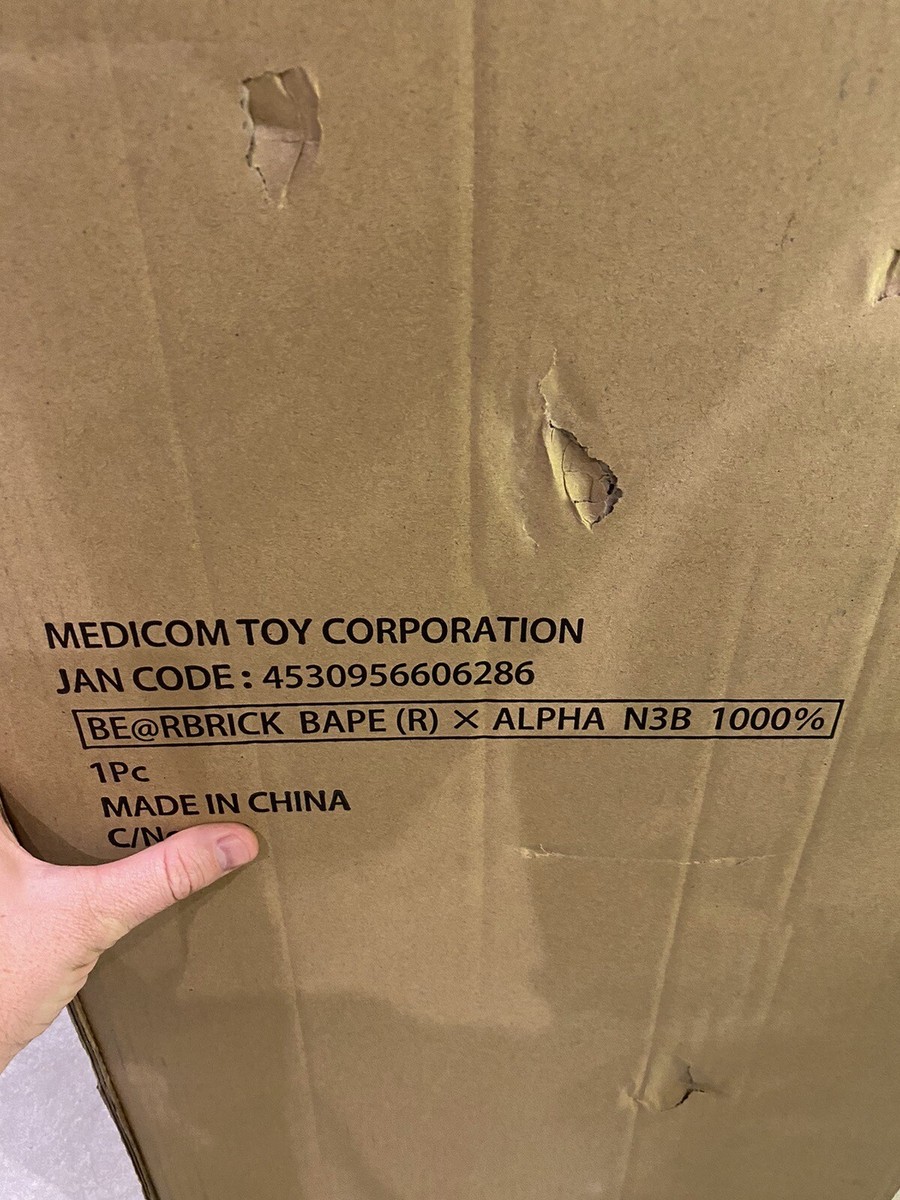 MEDICOM TOY CORPORATION
JAN CODE : 4530956606286
BE@RBRICK BAPE (R) × ALPHA N3B 1000%
1Pc
MADE IN CHINA